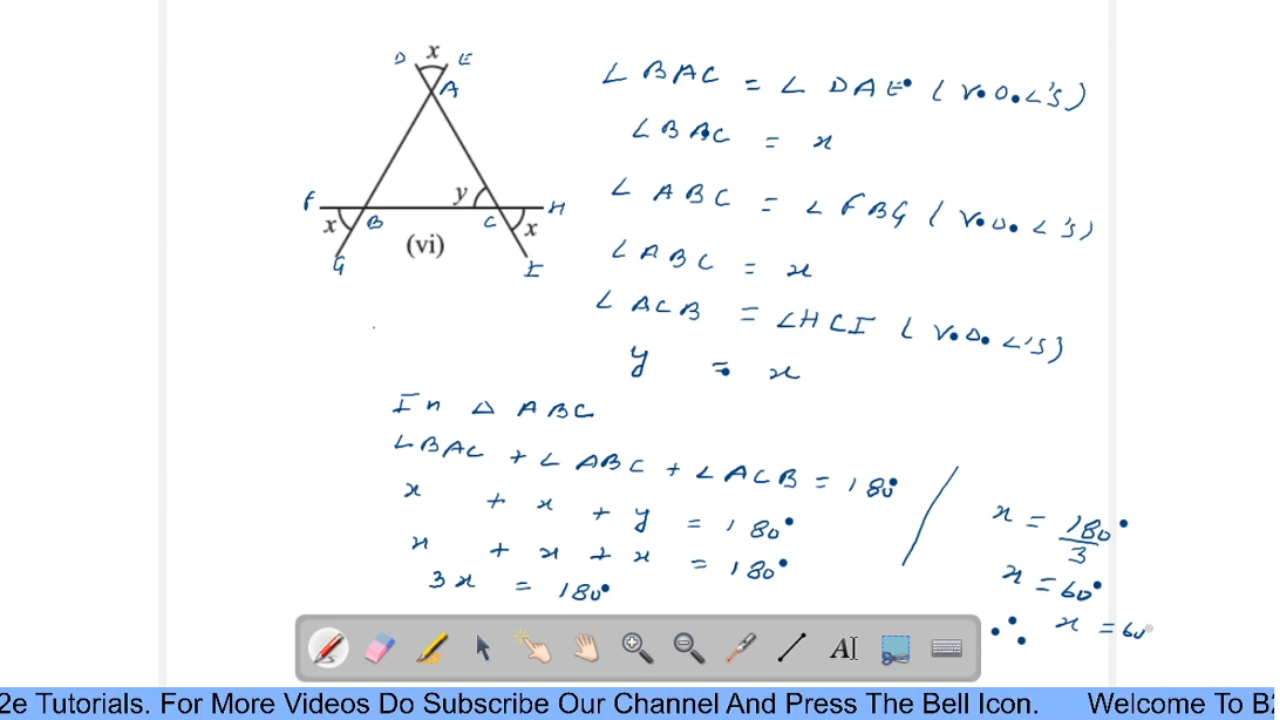 D x E
A
F
y
H
x
B
C
x
(vi)
G
I
∠BAC = ∠DAE (V.O.∠'S)
∠BAC = x
∠ABC = ∠FBG (V.O.∠'S)
∠ABC = x
∠ACB = ∠HCI (V.O.∠'S)
y = x
In △ ABC
∠BAC + ∠ABC + ∠ACB = 180°
x + x + y = 180°
x + x + x = 180°
3x = 180°
x = 180°/3
x = 60°
∴ x = 60
AI
2e Tutorials. For More Videos Do Subscribe Our Channel And Press The Bell Icon. Welcome To B2